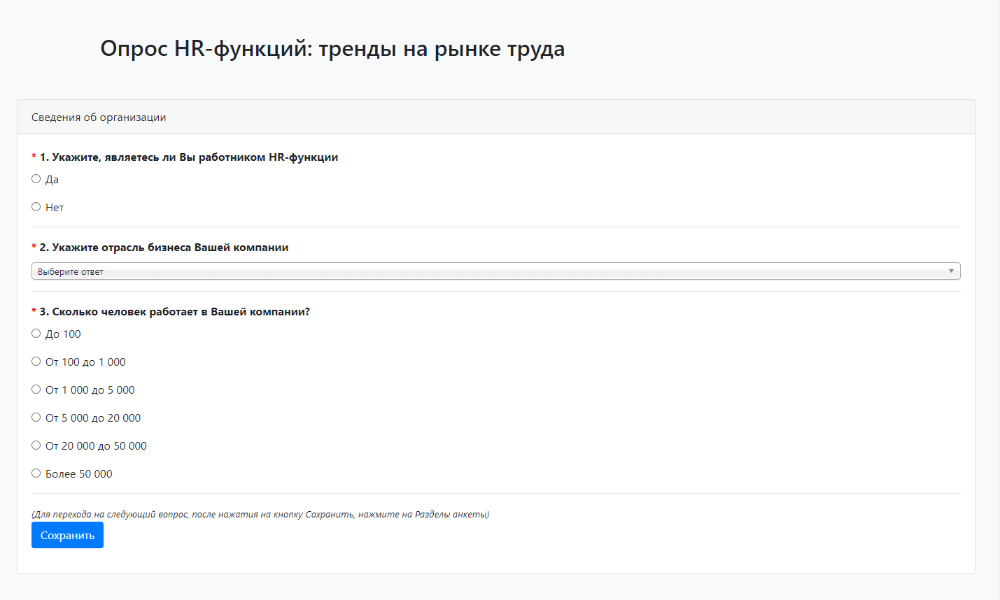 Опрос HR-функций: тренды на рынке труда
Сведения об организации
* 1. Укажите, являетесь ли Вы работником HR-функции
Да
Нет
* 2. Укажите отрасль бизнеса Вашей компании
Выберите ответ
* 3. Сколько человек работает в Вашей компании?
До 100
От 100 до 1 000
От 1 000 до 5 000
От 5 000 до 20 000
От 20 000 до 50 000
Более 50 000
(Для перехода на следующий вопрос, после нажатия на кнопку Сохранить, нажмите на Разделы анкеты)
Сохранить